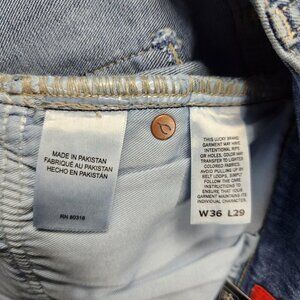 MADE IN PAKISTAN
FABRIQUÉ AU PAKISTAN
HECHO EN PAKISTÁN
RN 80318
THIS LUCKY BRAND
GARMENT MAY HAVE
INTENTIONAL RIPS
OR HOLES. COLOR MAY
TRANSFER TO LIGHTER
COLORED FABRICS.
AVOID PULLING UP BY
BELT LOOPS, SIMPLY
FOLLOW THE CARE
INSTRUCTIONS TO
ENSURE THAT YOUR
GARMENT MAINTAINS ITS
INDIVIDUAL CHARACTER.
W36 L29